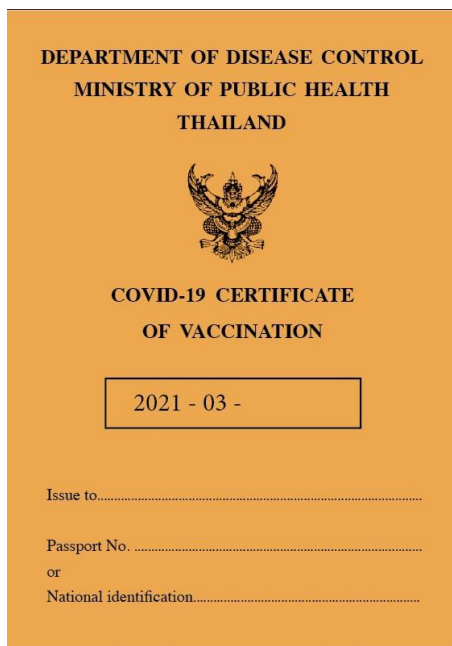 DEPARTMENT OF DISEASE CONTROL
MINISTRY OF PUBLIC HEALTH
THAILAND
COVID-19 CERTIFICATE
OF VACCINATION
2021 - 03 -
Issue to...................................................................................
Passport No. ..........................................................................
or
National identification..........................................................